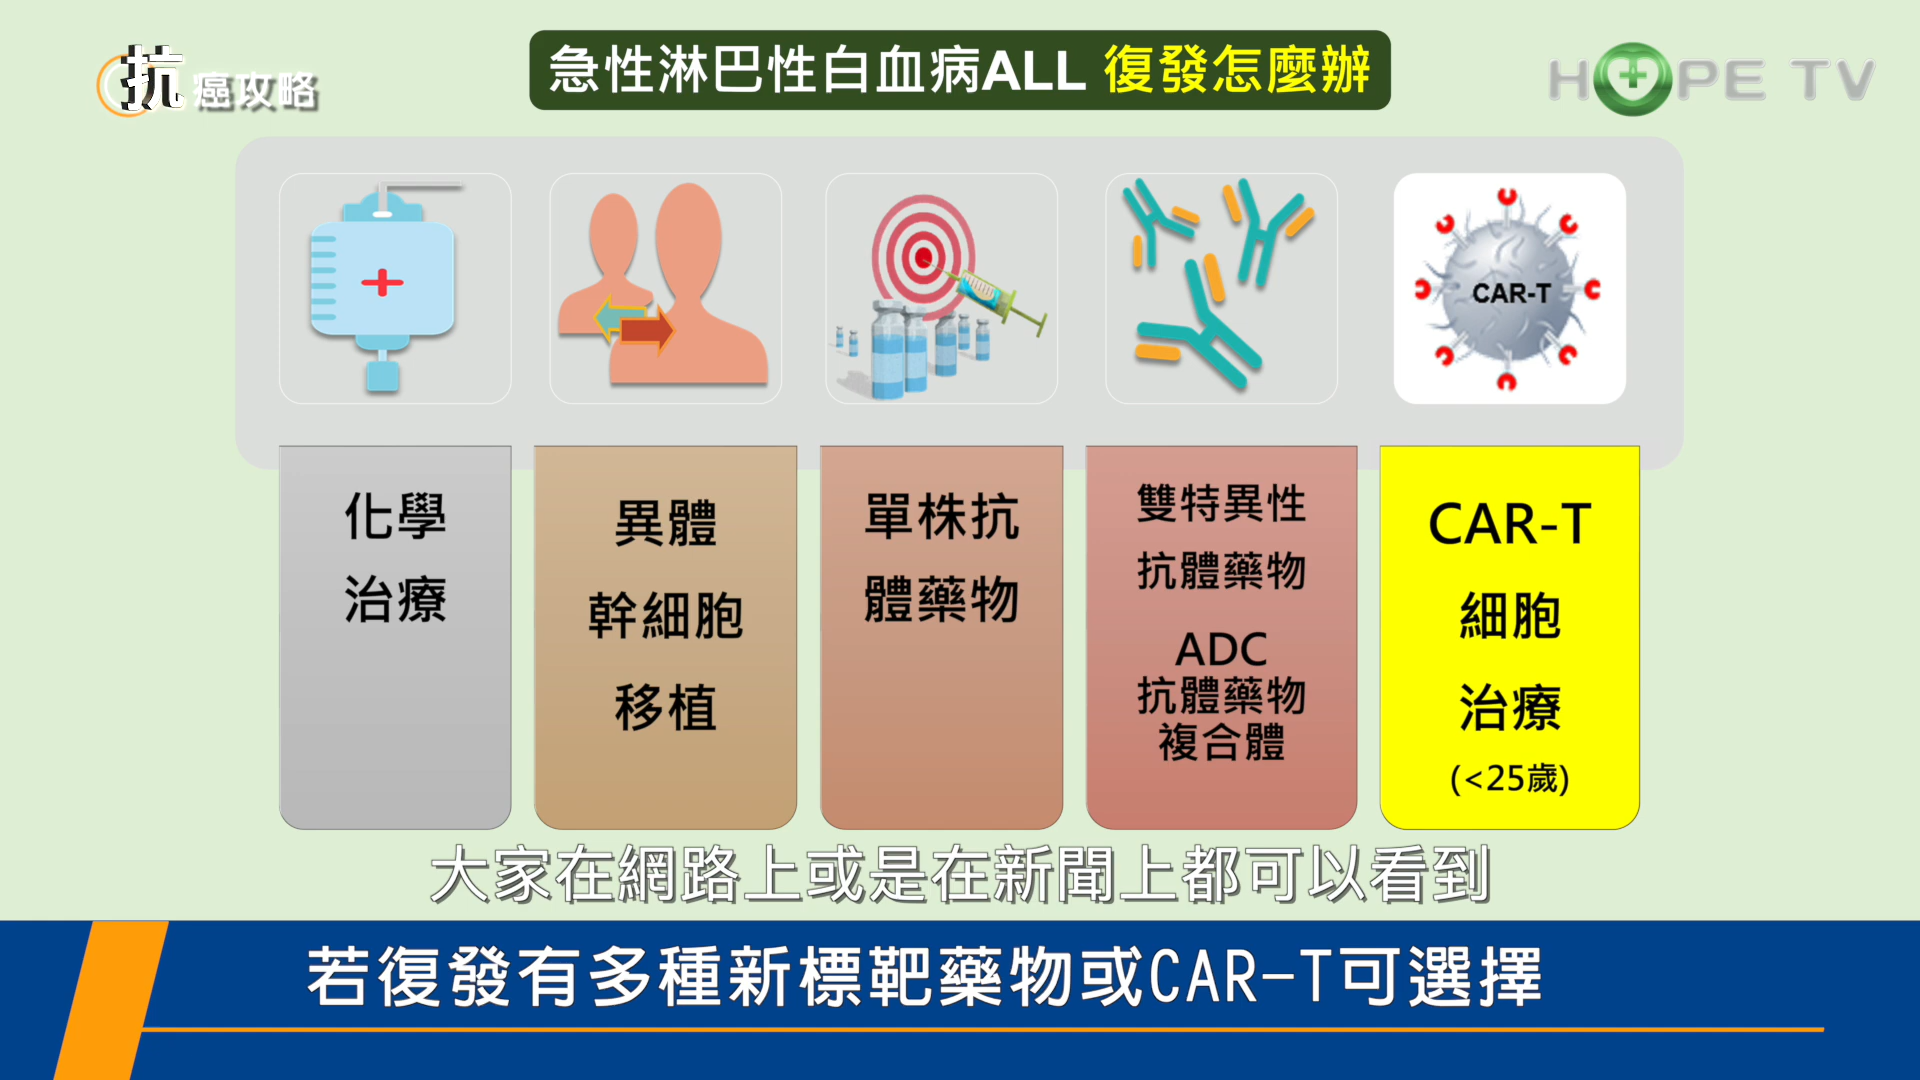 抗癌攻略
急性淋巴性白血病ALL 復發怎麼辦
HOPE TV
CAR-T
化學
治療
異體
幹細胞
移植
單株抗
體藥物
雙特異性
抗體藥物
ADC
抗體藥物
複合體
CAR-T
細胞
治療
(<25歲)
大家在網路上或是在新聞上都可以看到
若復發有多種新標靶藥物或CAR-T可選擇